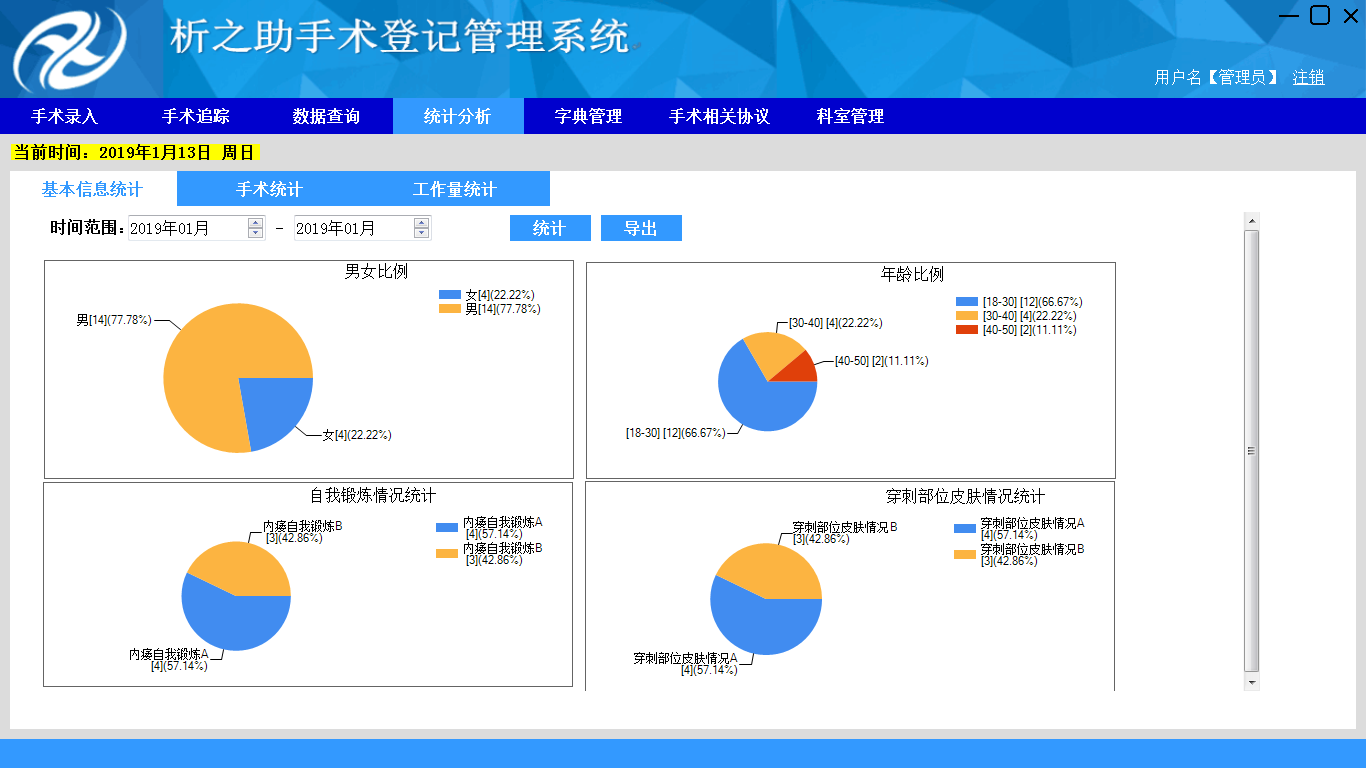 析之助手术登记管理系统
用户名【管理员】 注销
手术录入 手术追踪 数据查询 统计分析 字典管理 手术相关协议 科室管理
当前时间：2019年1月13日 周日
基本信息统计 手术统计 工作量统计
时间范围： 2019年01月 - 2019年01月 统计 导出
男女比例
女[4](22.22%)
男[14](77.78%)
男[14](77.78%)
女[4](22.22%)
年龄比例
[18-30] [12](66.67%)
[30-40] [4](22.22%)
[40-50] [2](11.11%)
[30-40] [4](22.22%)
[40-50] [2](11.11%)
[18-30] [12](66.67%)
自我锻炼情况统计
内瘘自我锻炼A
[4](57.14%)
内瘘自我锻炼B
[3](42.86%)
内瘘自我锻炼B
[3](42.86%)
内瘘自我锻炼A
[4](57.14%)
穿刺部位皮肤情况统计
穿刺部位皮肤情况A
[4](57.14%)
穿刺部位皮肤情况B
[3](42.86%)
穿刺部位皮肤情况B
[3](42.86%)
穿刺部位皮肤情况A
[4](57.14%)